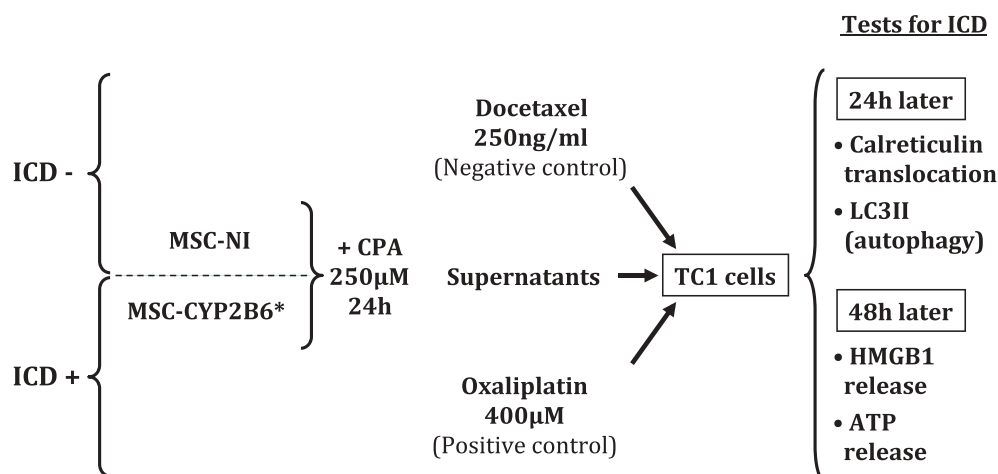 Tests for ICD
ICD -
ICD +
MSC-NI
MSC-CYP2B6*
+ CPA
250µM
24h
Docetaxel
250ng/ml
(Negative control)
Supernatants
Oxaliplatin
400µM
(Positive control)
TC1 cells
24h later
• Calreticulin
translocation
• LC3II
(autophagy)
48h later
• HMGB1
release
• ATP
release